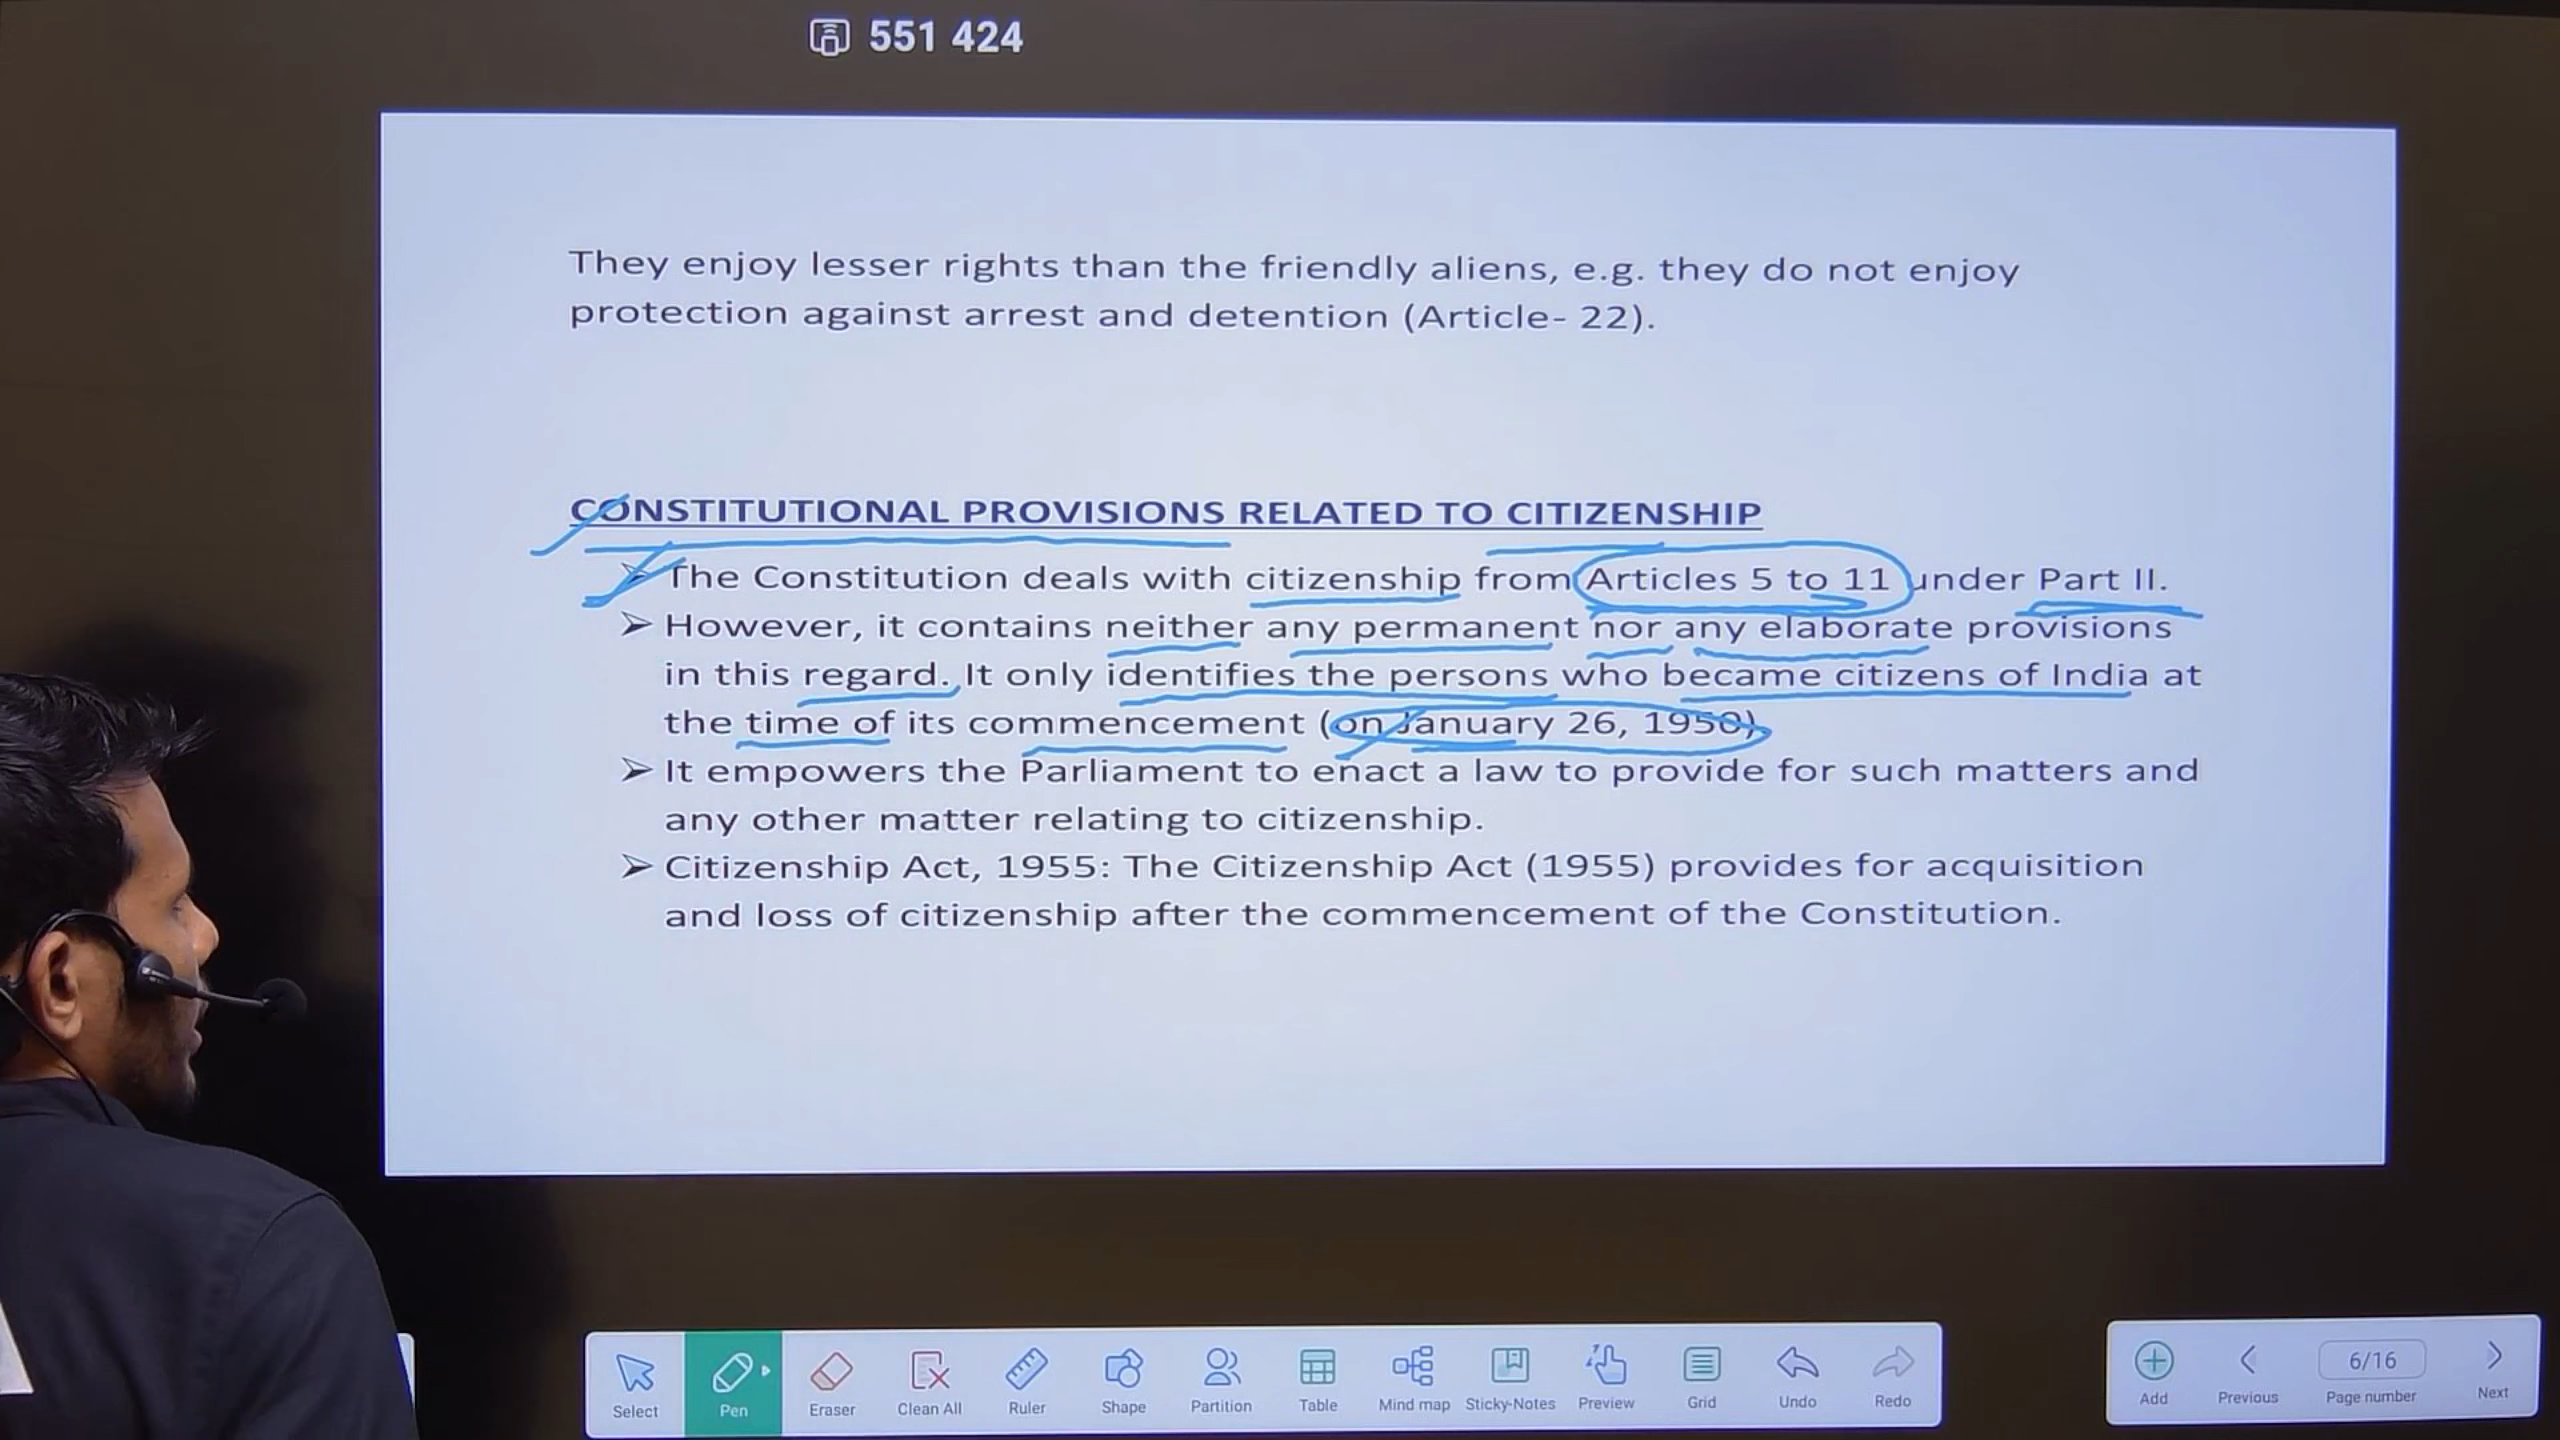 551 424
They enjoy lesser rights than the friendly aliens, e.g. they do not enjoy
protection against arrest and detention (Article- 22).
CONSTITUTIONAL PROVISIONS RELATED TO CITIZENSHIP
➢ The Constitution deals with citizenship from Articles 5 to 11 under Part II.
➢ However, it contains neither any permanent nor any elaborate provisions
in this regard. It only identifies the persons who became citizens of India at
the time of its commencement (on January 26, 1950).
➢ It empowers the Parliament to enact a law to provide for such matters and
any other matter relating to citizenship.
➢ Citizenship Act, 1955: The Citizenship Act (1955) provides for acquisition
and loss of citizenship after the commencement of the Constitution.
Select Pen Eraser Clean All Ruler Shape Partition Table Mind map Sticky-Notes Preview Grid Undo Redo
6/16
Add Previous Page number Next